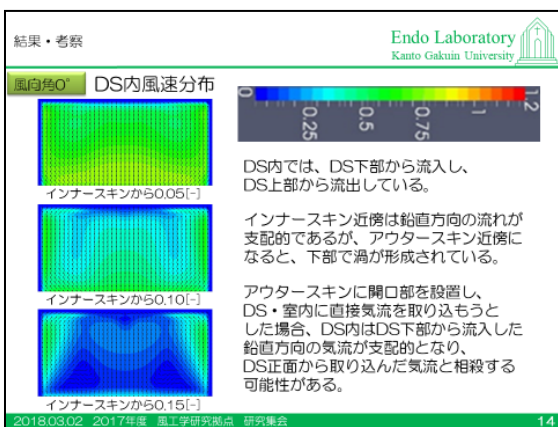 結果・考察
Endo Laboratory
Kanto Gakuin University
風向角0°
DS内風速分布
0 0.25 0.5 0.75 1 1.2
インナースキンから0.05[-]
インナースキンから0.10[-]
インナースキンから0.15[-]
DS内では、DS下部から流入し、
DS上部から流出している。
インナースキン近傍は鉛直方向の流れが
支配的であるが、アウタースキン近傍に
なると、下部で渦が形成されている。
アウタースキンに開口部を設置し、
DS・室内に直接気流を取り込もうと
した場合、DS内はDS下部から流入した
鉛直方向の気流が支配的となり、
DS正面から取り込んだ気流と相殺する
可能性がある。
2018.03.02 2017年度 風工学研究拠点 研究集会
14